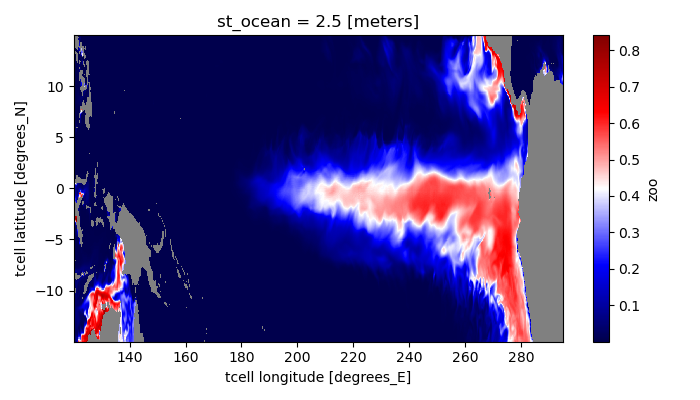 st_ocean = 2.5 [meters]
10
5
0
−5
−10
tcell latitude [degrees_N]
140 160 180 200 220 240 260 280
tcell longitude [degrees_E]
0.8
0.7
0.6
0.5
0.4
0.3
0.2
0.1
zoo